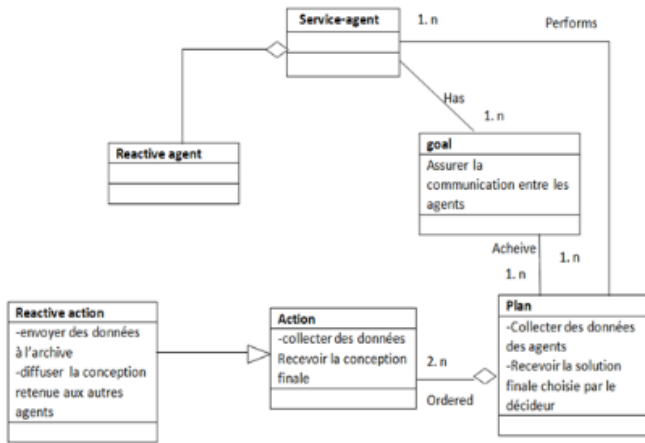 Service-agent
1. n
Performs
Has
1. n
Reactive agent
goal
Assurer la
communication entre les
agents
Acheive
1. n
1. n
Reactive action
-envoyer des données
à l'archive
-diffuser la conception
retenue aux autres
agents
Action
-collecter des données
Recevoir la conception
finale
2. n
Ordered
Plan
-Collecter des données
des agents
-Recevoir la solution
finale choisie par le
décideur